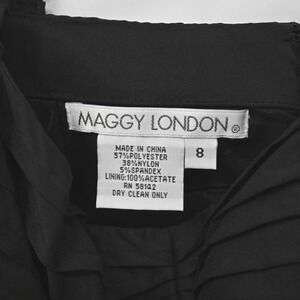 MAGGY LONDON®
MADE IN CHINA
57%POLYESTER
38%NYLON
5%SPANDEX
LINING:100%ACETATE
RN 58142
DRY CLEAN ONLY
8